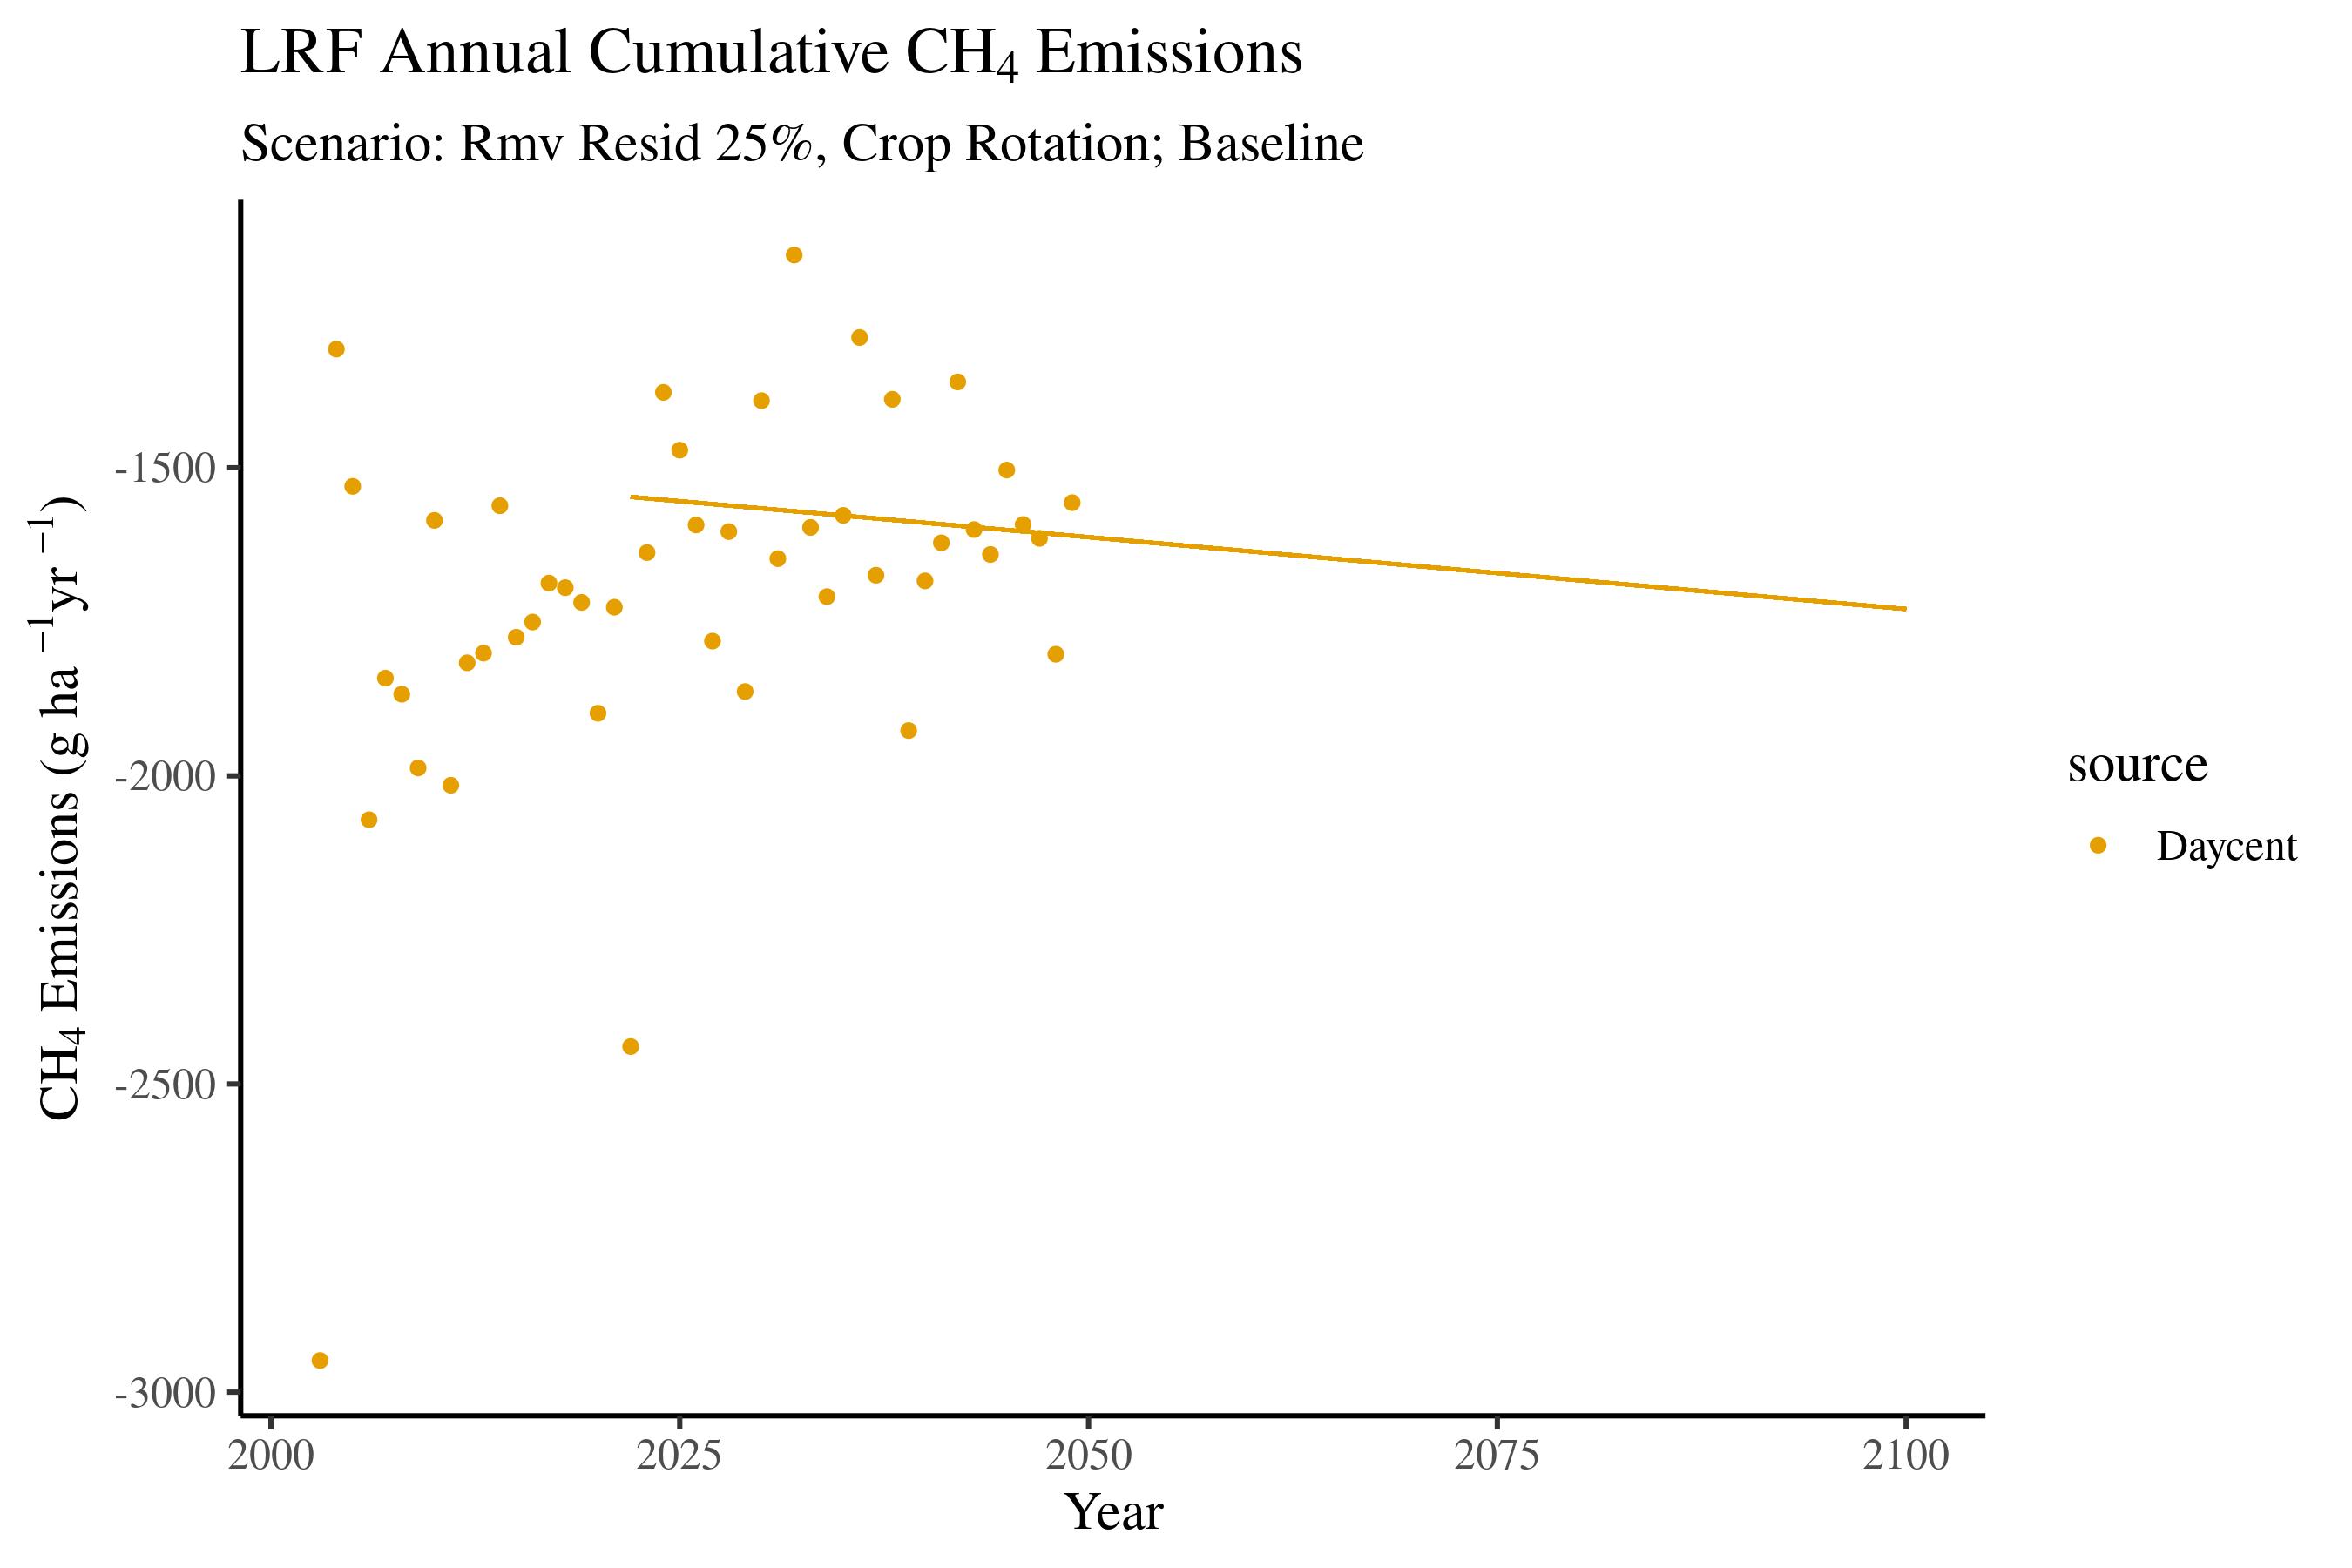 LRF Annual Cumulative CH₄ Emissions
Scenario: Rmv Resid 25%, Crop Rotation; Baseline
CH₄ Emissions (g ha ⁻¹yr ⁻¹)
-1500
-2000
-2500
-3000
2000 2025 2050 2075 2100
Year
source
Daycent